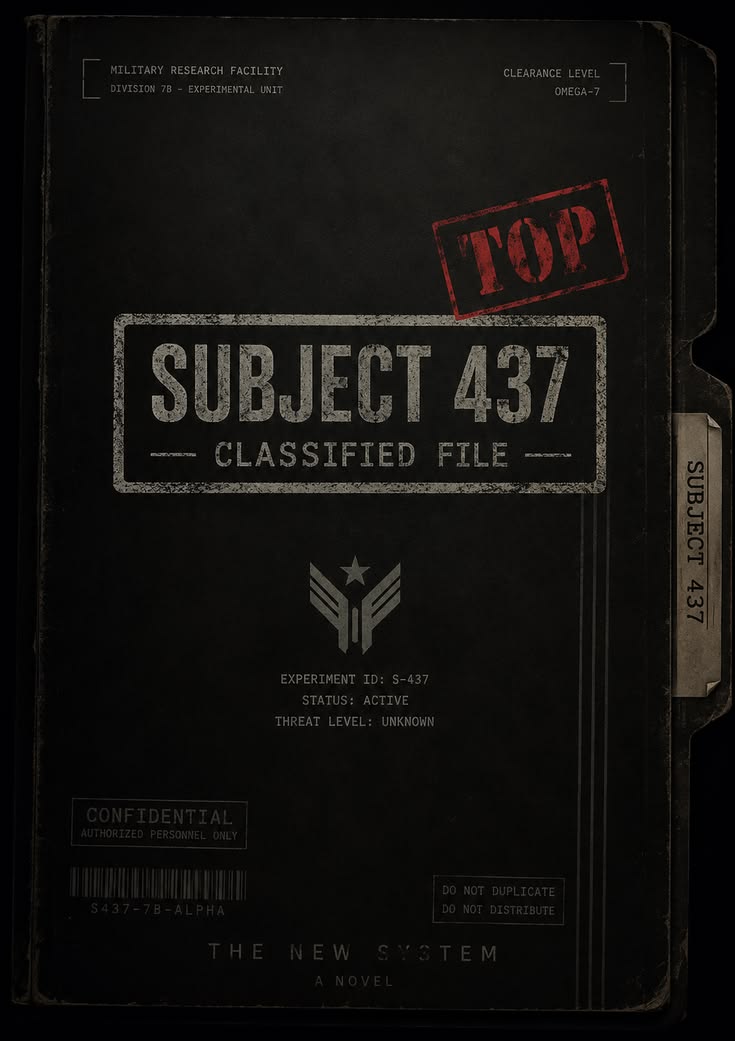 MILITARY RESEARCH FACILITY
DIVISION 7B - EXPERIMENTAL UNIT
CLEARANCE LEVEL
OMEGA-7
TOP
SUBJECT 437
CLASSIFIED FILE
SUBJECT 437
EXPERIMENT ID: S-437
STATUS: ACTIVE
THREAT LEVEL: UNKNOWN
CONFIDENTIAL
AUTHORIZED PERSONNEL ONLY
S437-7B-ALPHA
DO NOT DUPLICATE
DO NOT DISTRIBUTE
THE NEW SYSTEM
A NOVEL